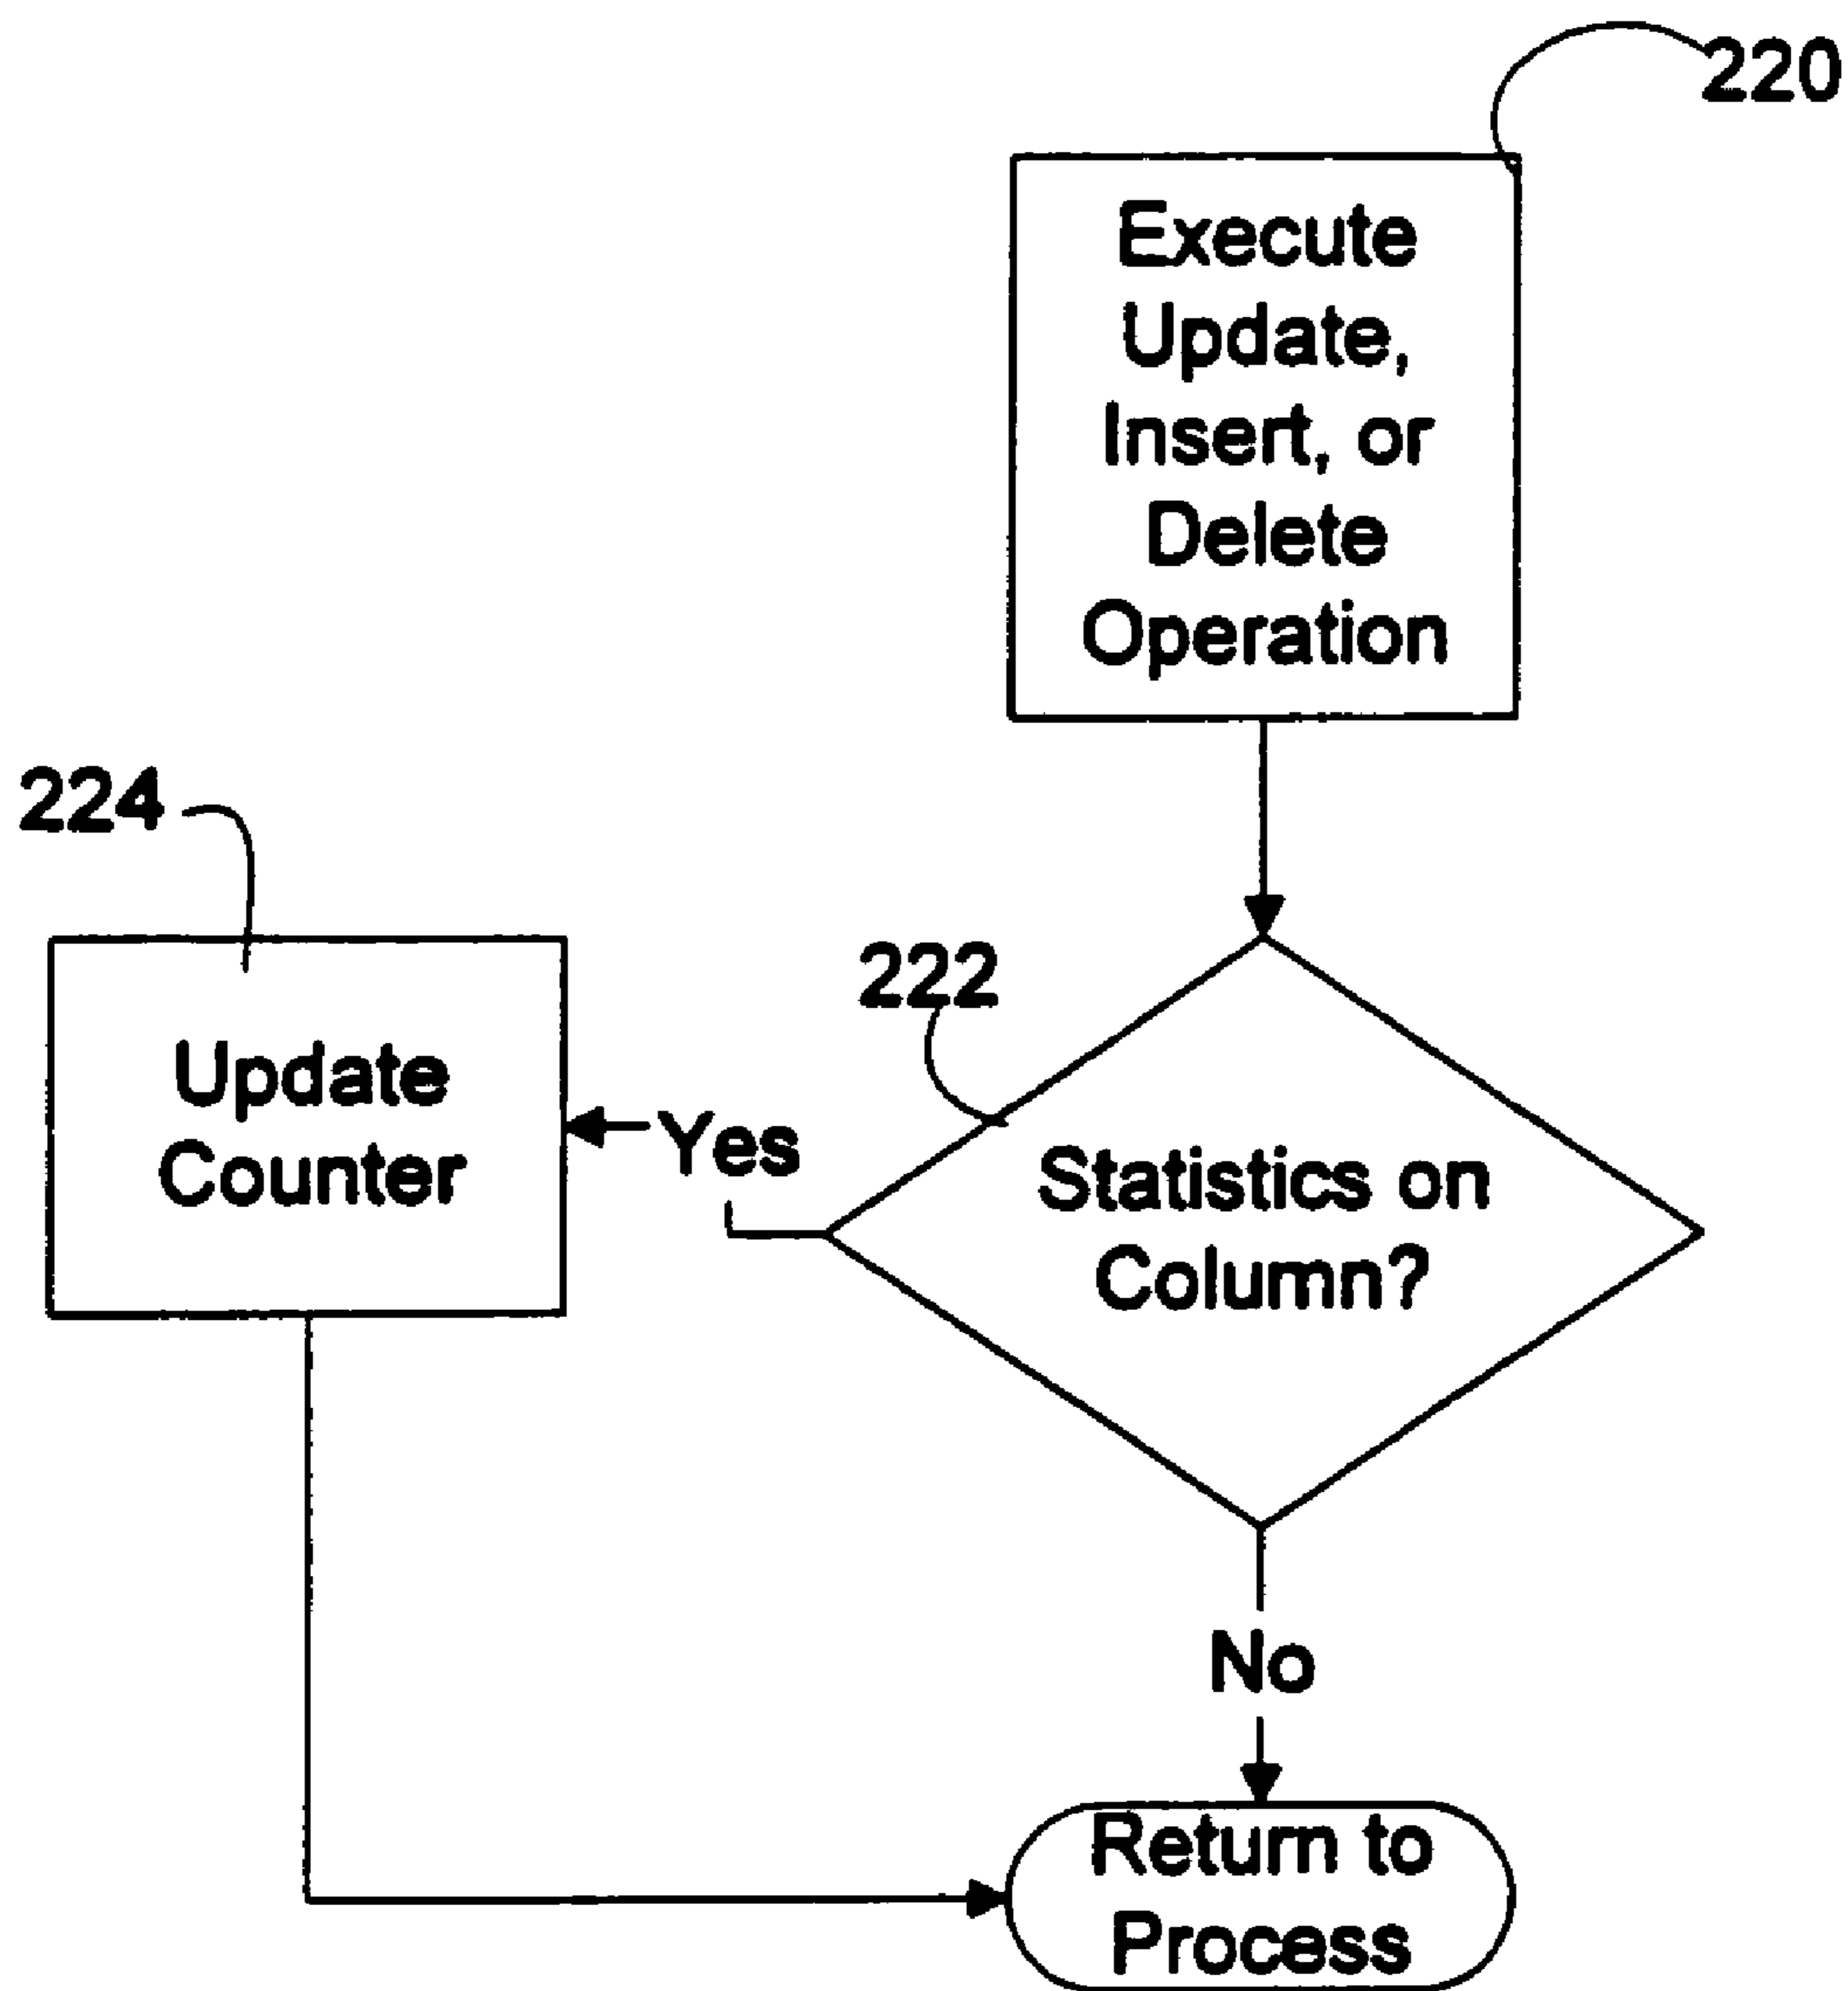 220
Execute
Update,
Insert, or
Delete
Operation
224
222
Update
Counter
Yes
Statistics on
Column?
No
Return to
Process